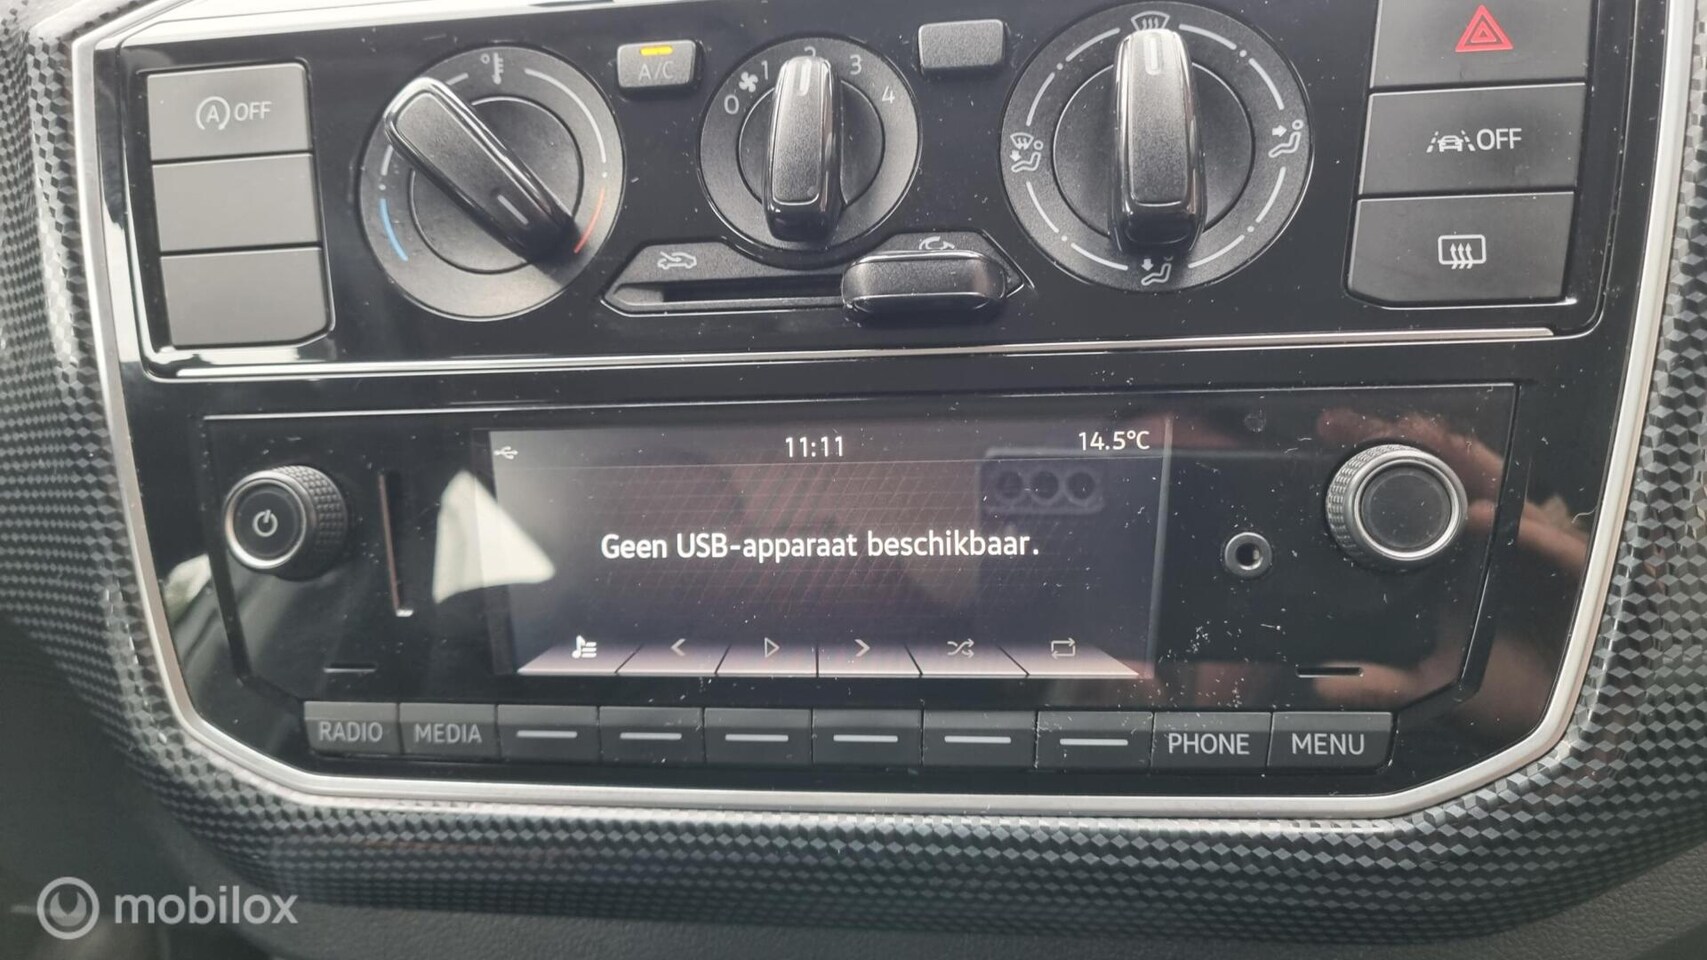 A OFF
A/C
0 1 2 3 4
OFF
11:11
14.5°C
Geen USB-apparaat beschikbaar.
RADIO
MEDIA
PHONE
MENU
mobilox